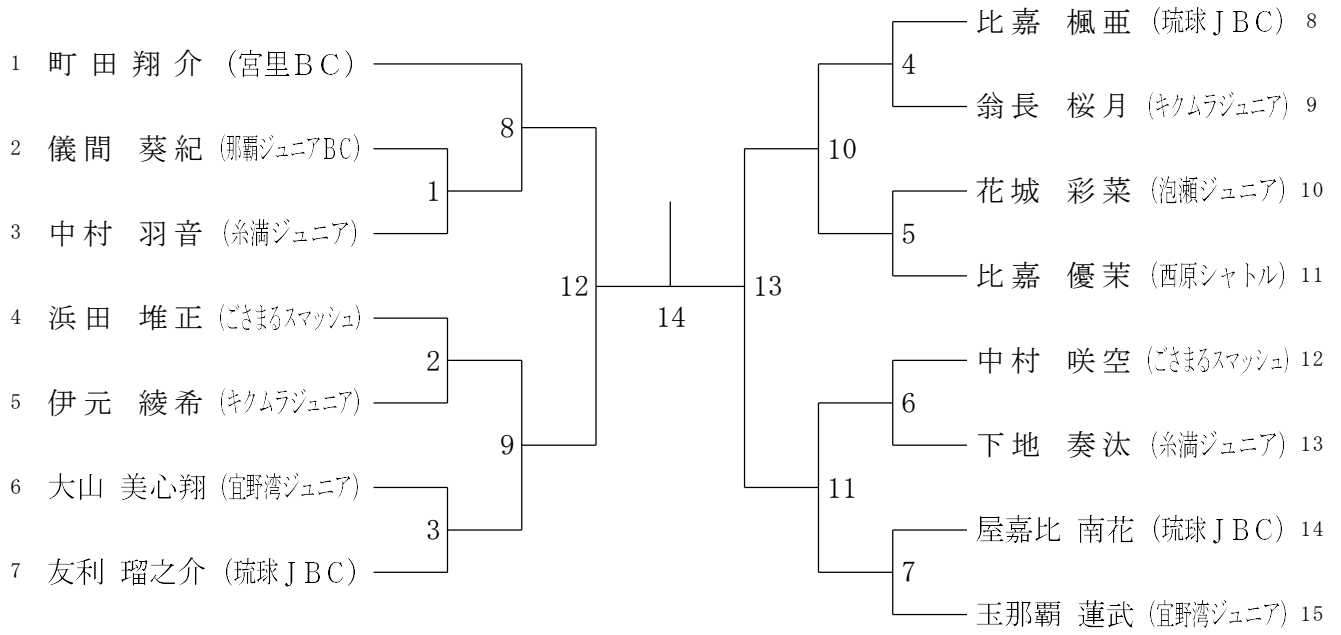 1 町田 翔介 (宮里BC)
2 儀間 葵紀 (那覇ジュニアBC)
3 中村 羽音 (糸満ジュニア)
4 浜田 堆正 (ごさまるスマッシュ)
5 伊元 綾希 (キクムラジュニア)
6 大山 美心翔 (宜野湾ジュニア)
7 友利 瑠之介 (琉球JBC)
8
1
2
9
3
12
14
13
4
10
5
6
11
7
比嘉 楓亜 (琉球JBC) 8
翁長 桜月 (キクムラジュニア) 9
花城 彩菜 (泡瀬ジュニア) 10
比嘉 優茉 (西原シャトル) 11
中村 咲空 (ごさまるスマッシュ) 12
下地 奏汰 (糸満ジュニア) 13
屋嘉比 南花 (琉球JBC) 14
玉那覇 蓮武 (宜野湾ジュニア) 15